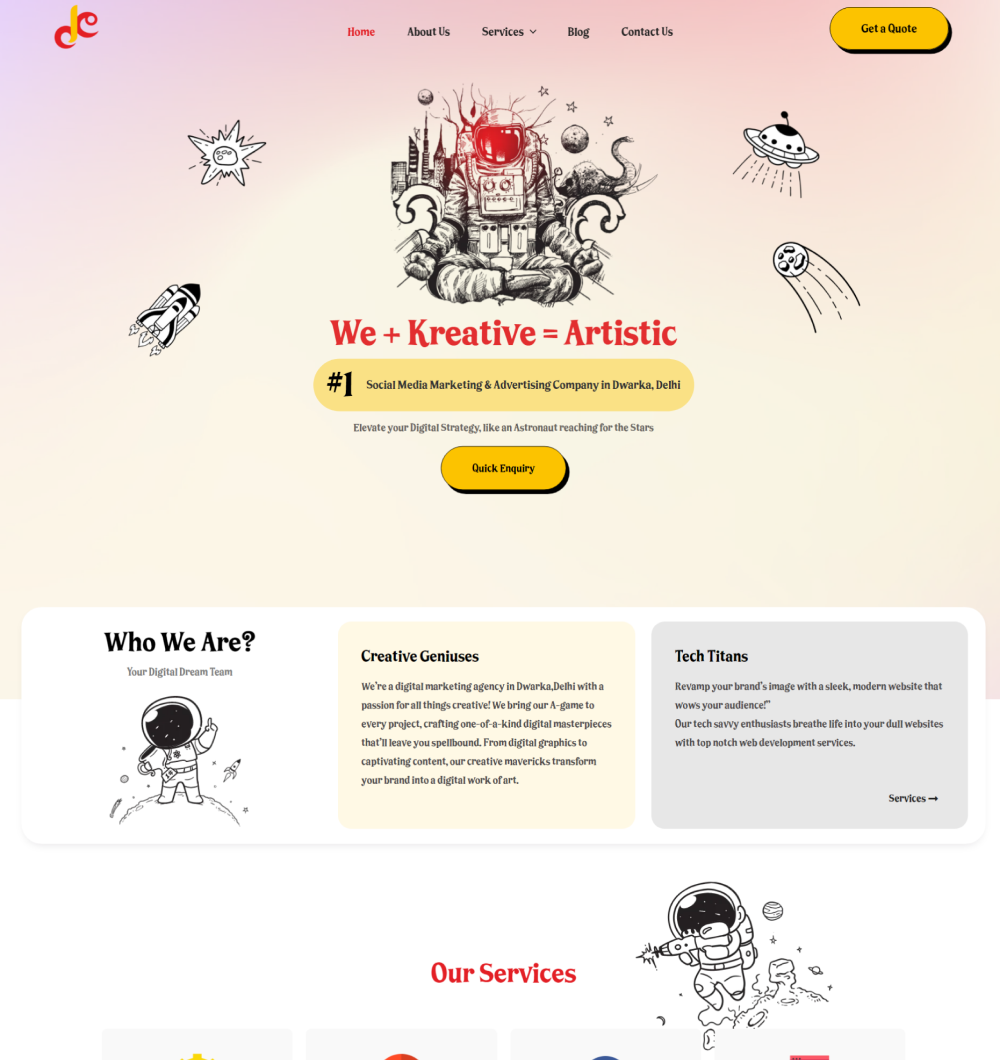 Home
About Us
Services
Blog
Contact Us
Get a Quote
We + Kreative = Artistic
#1 Social Media Marketing & Advertising Company in Dwarka, Delhi
Elevate your Digital Strategy, like an Astronaut reaching for the Stars
Quick Enquiry
Who We Are?
Your Digital Dream Team
Creative Geniuses
We're a digital marketing agency in Dwarka,Delhi with a
passion for all things creative! We bring our A-game to
every project, crafting one-of-a-kind digital masterpieces
that'll leave you spellbound. From digital graphics to
captivating content, our creative mavericks transform
your brand into a digital work of art.
Tech Titans
Revamp your brand's image with a sleek, modern website that
wows your audience!"
Our tech savvy enthusiasts breathe life into your dull websites
with top notch web development services.
Services →
Our Services